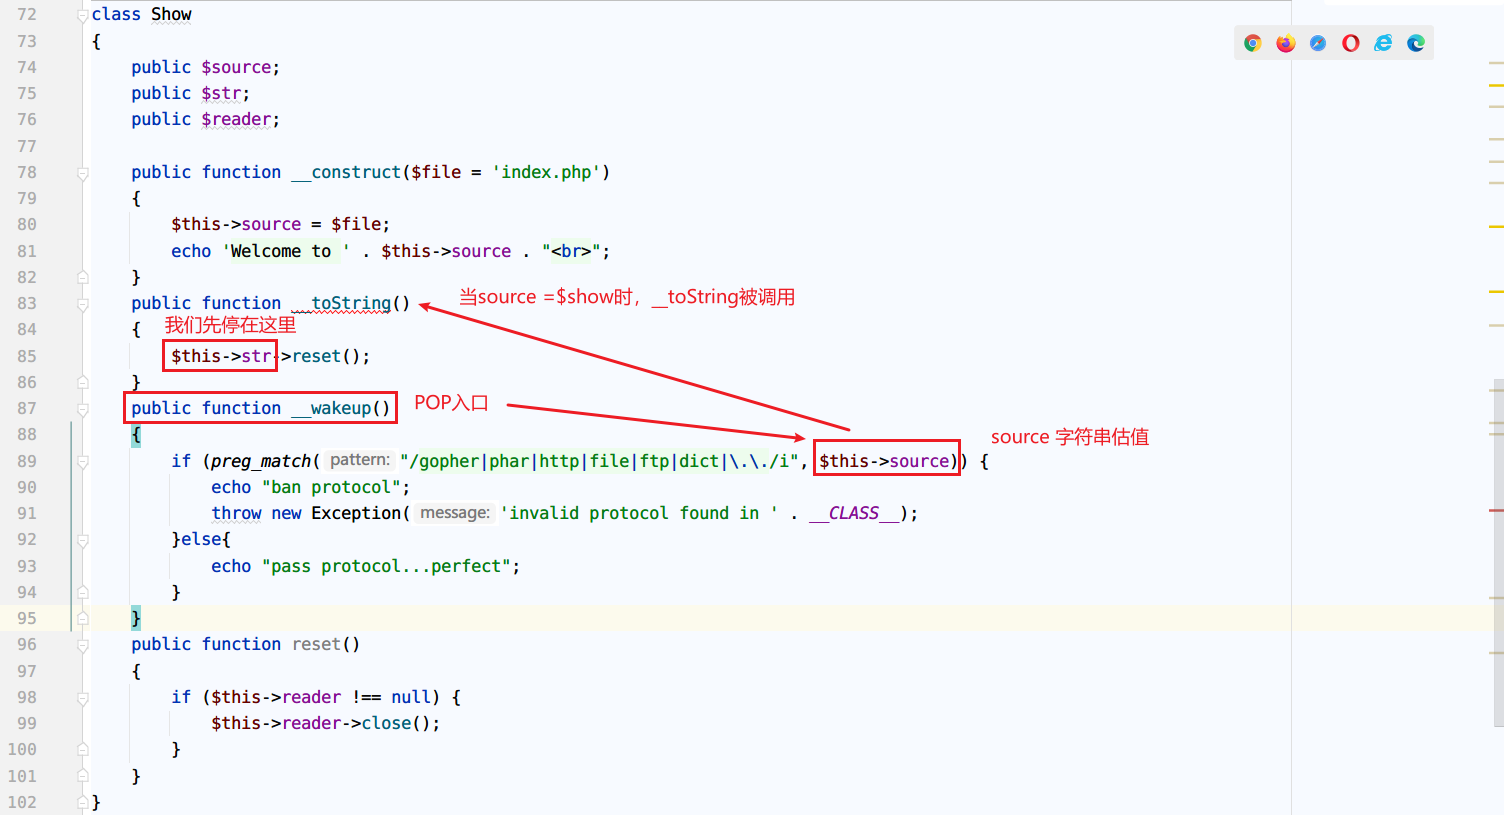 72 class Show
73 {
74 public $source;
75 public $str;
76 public $reader;
77
78 public function __construct($file = 'index.php')
79 {
80 $this->source = $file;
81 echo 'Welcome to ' . $this->source . "<br>";
82 }
83 public function __toString() 当source =$show时，__toString被调用
84 { 我们先停在这里
85 $this->str->reset();
86 }
87 public function __wakeup() POP入口
88 { source 字符串估值
89 if (preg_match( pattern: "/gopher|phar|http|file|ftp|dict|\.\./i", $this->source)) {
90 echo "ban protocol";
91 throw new Exception( message: 'invalid protocol found in ' . __CLASS__);
92 }else{
93 echo "pass protocol...perfect";
94 }
95 }
96 public function reset()
97 {
98 if ($this->reader !== null) {
99 $this->reader->close();
100 }
101 }
102 }